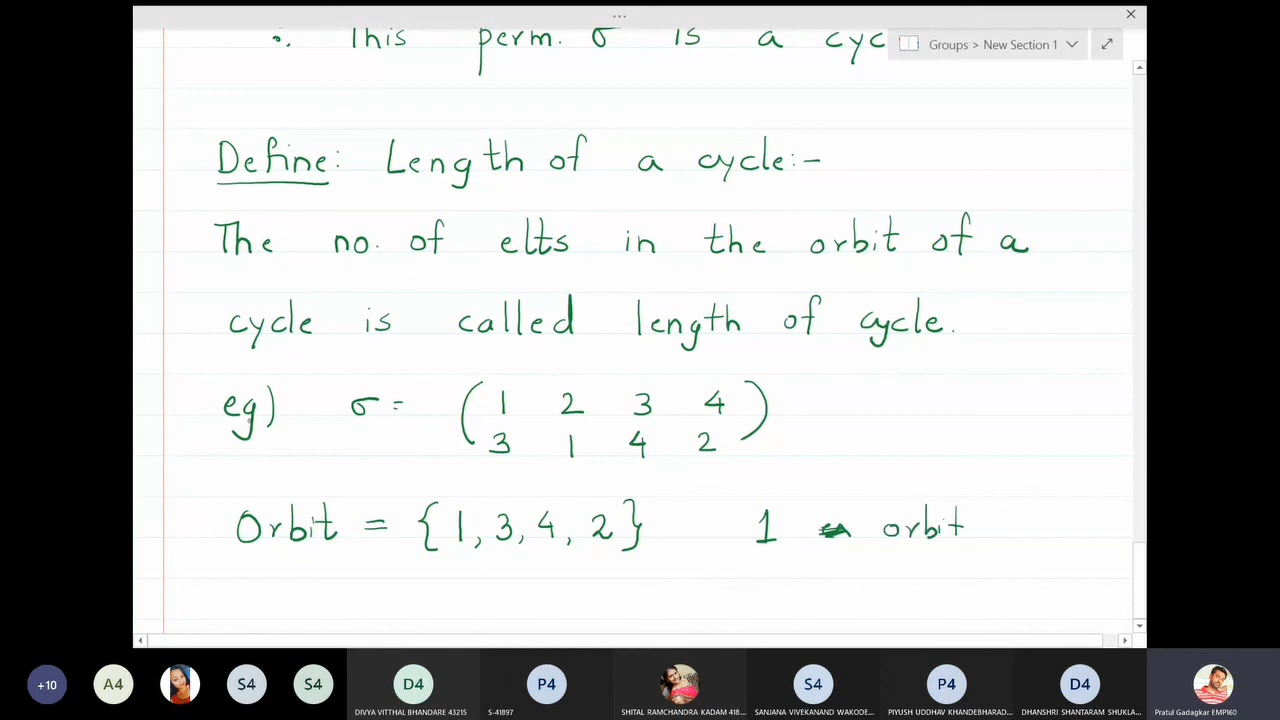 ∴ This perm. σ is a cyc
Groups > New Section 1
Define: Length of a cycle:-
The no. of elts in the orbit of a
cycle is called length of cycle.
eg) σ = ( 1 2 3 4 )
3 1 4 2
Orbit = {1, 3, 4, 2} 1 orbit
+10 A4 S4 S4 D4 P4 S4 P4 D4
DIVYA VITTHAL BHANDARE 43215 S-41897 SHITAL RAMCHANDRA KADAM 418... SANJANA VIVEKANAND WAKODE... PIYUSH UDDHAV KHANDEBHARAD... DHANSHRI SHANTARAM SHUKLA... Pratul Gadagkar EMP160